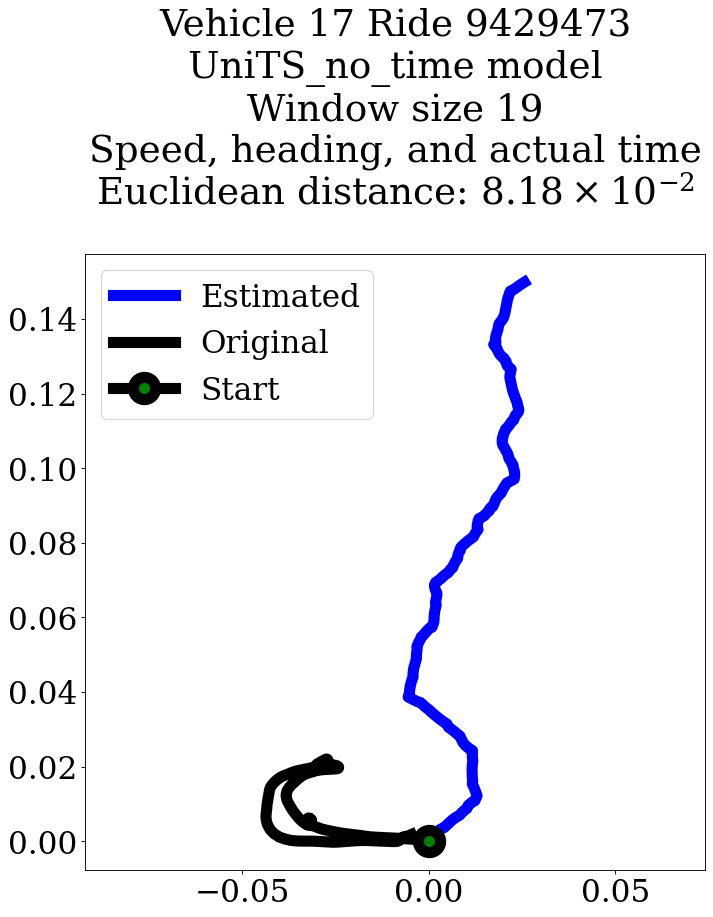 Vehicle 17 Ride 9429473
UniTS_no_time model
Window size 19
Speed, heading, and actual time
Euclidean distance: 8.18 × 10⁻²
Estimated
Original
Start
0.14
0.12
0.10
0.08
0.06
0.04
0.02
0.00
−0.05 0.00 0.05